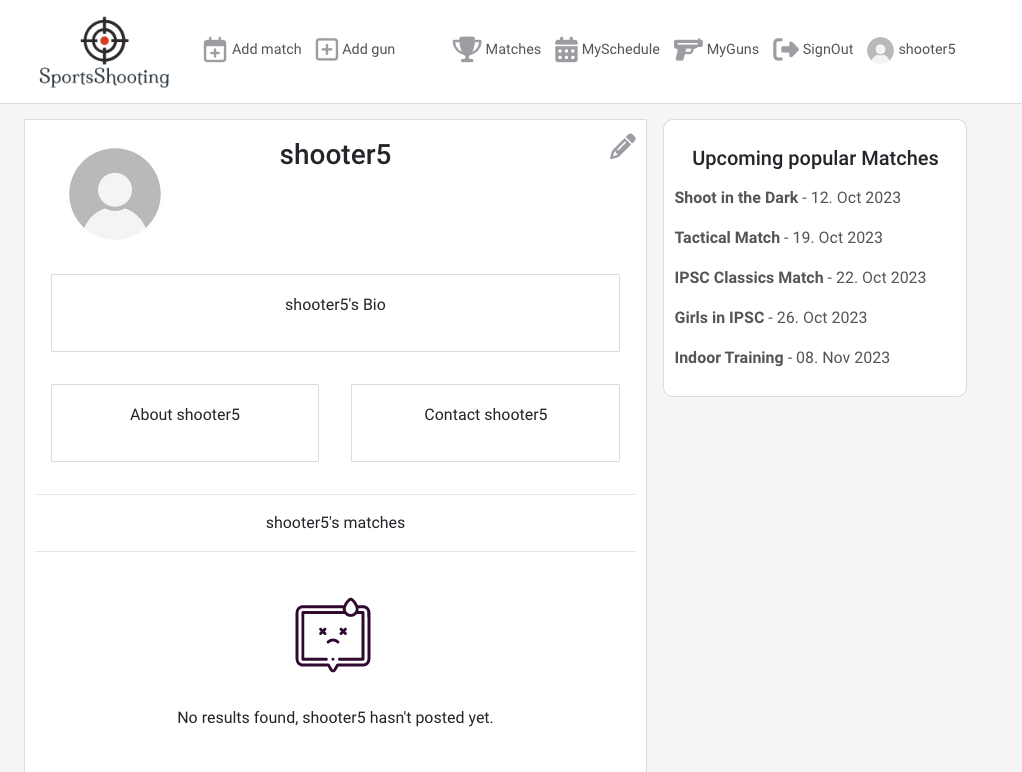 SportsShooting
Add match
Add gun
Matches
MySchedule
MyGuns
SignOut
shooter5
shooter5
shooter5's Bio
About shooter5
Contact shooter5
shooter5's matches
No results found, shooter5 hasn't posted yet.
Upcoming popular Matches
Shoot in the Dark - 12. Oct 2023
Tactical Match - 19. Oct 2023
IPSC Classics Match - 22. Oct 2023
Girls in IPSC - 26. Oct 2023
Indoor Training - 08. Nov 2023